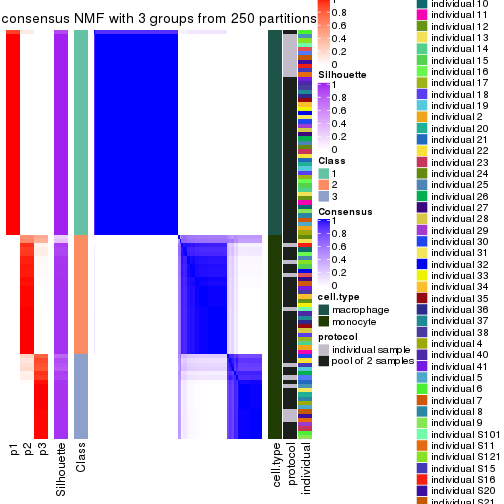 consensus NMF with 3 groups from 250 partitions
p1
p2
p3
Silhouette
Class
cell.type
protocol
individual
0.8
0.6
0.4
0.2
0
Silhouette
1
0.8
0.6
0.4
0.2
0
Class
1
2
3
Consensus
1
0.8
0.6
0.4
0.2
0
cell.type
macrophage
monocyte
protocol
individual sample
pool of 2 samples
individual 10
individual 11
individual 12
individual 13
individual 14
individual 15
individual 16
individual 17
individual 18
individual 19
individual 2
individual 20
individual 21
individual 22
individual 23
individual 24
individual 25
individual 26
individual 27
individual 28
individual 29
individual 30
individual 31
individual 32
individual 33
individual 34
individual 35
individual 36
individual 37
individual 38
individual 4
individual 40
individual 41
individual 5
individual 6
individual 7
individual 8
individual 9
individual S101
individual S11
individual S121
individual S15
individual S16
individual S20
individual S21